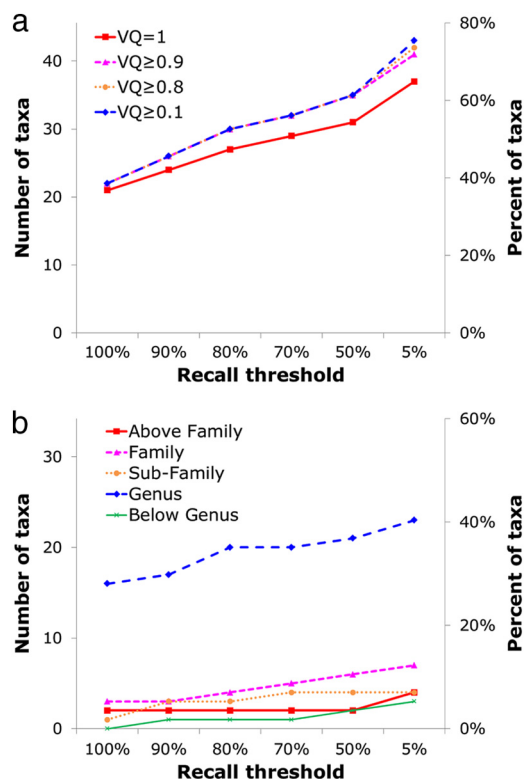 a
VQ=1
VQ≥0.9
VQ≥0.8
VQ≥0.1
Number of taxa
40
30
20
10
0
80%
60%
40%
20%
0%
Percent of taxa
100% 90% 80% 70% 50% 5%
Recall threshold
b
Above Family
Family
Sub-Family
Genus
Below Genus
Number of taxa
30
20
10
0
60%
40%
20%
0%
Percent of taxa
100% 90% 80% 70% 50% 5%
Recall threshold